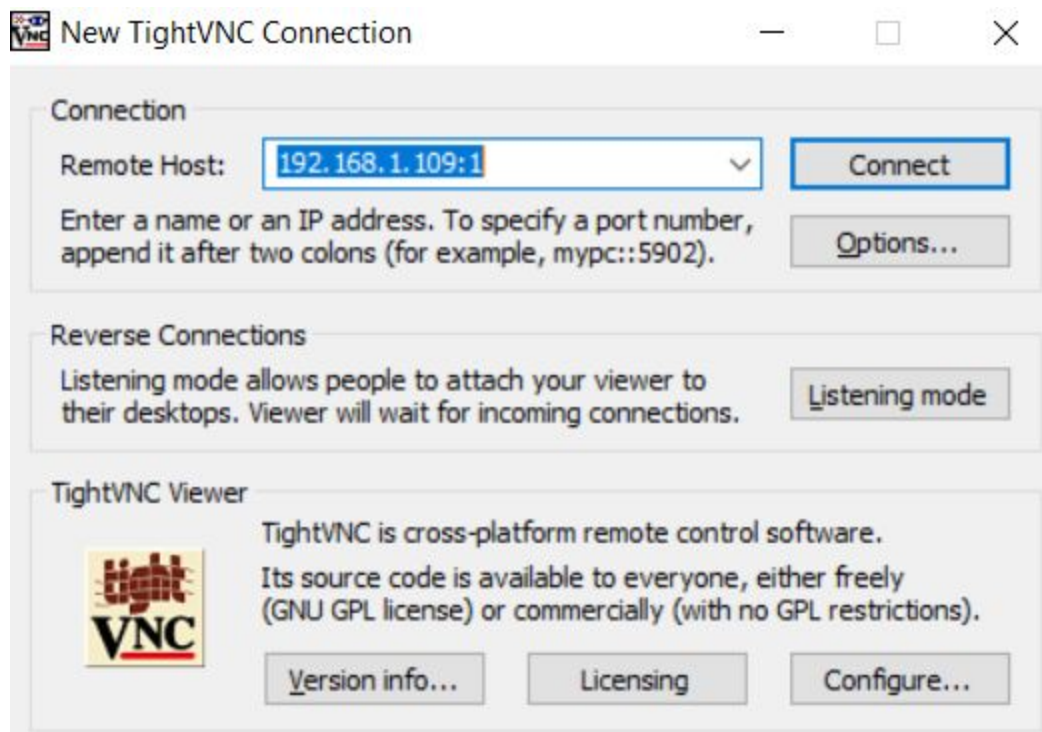 New TightVNC Connection
Connection
Remote Host: 192.168.1.109:1 Connect
Enter a name or an IP address. To specify a port number,
append it after two colons (for example, mypc::5902).
Options...
Reverse Connections
Listening mode allows people to attach your viewer to
their desktops. Viewer will wait for incoming connections.
Listening mode
TightVNC Viewer
tight
VNC
TightVNC is cross-platform remote control software.
Its source code is available to everyone, either freely
(GNU GPL license) or commercially (with no GPL restrictions).
Version info... Licensing Configure...